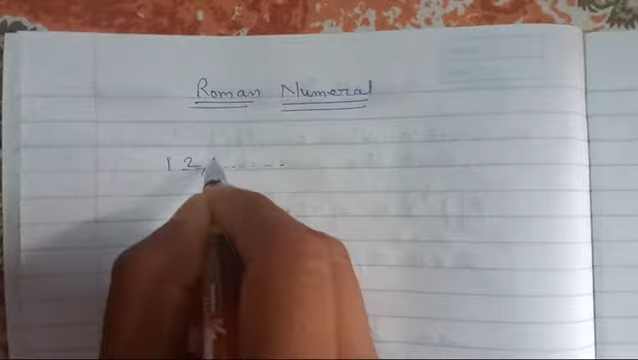 Roman Numeral
1 2, ------